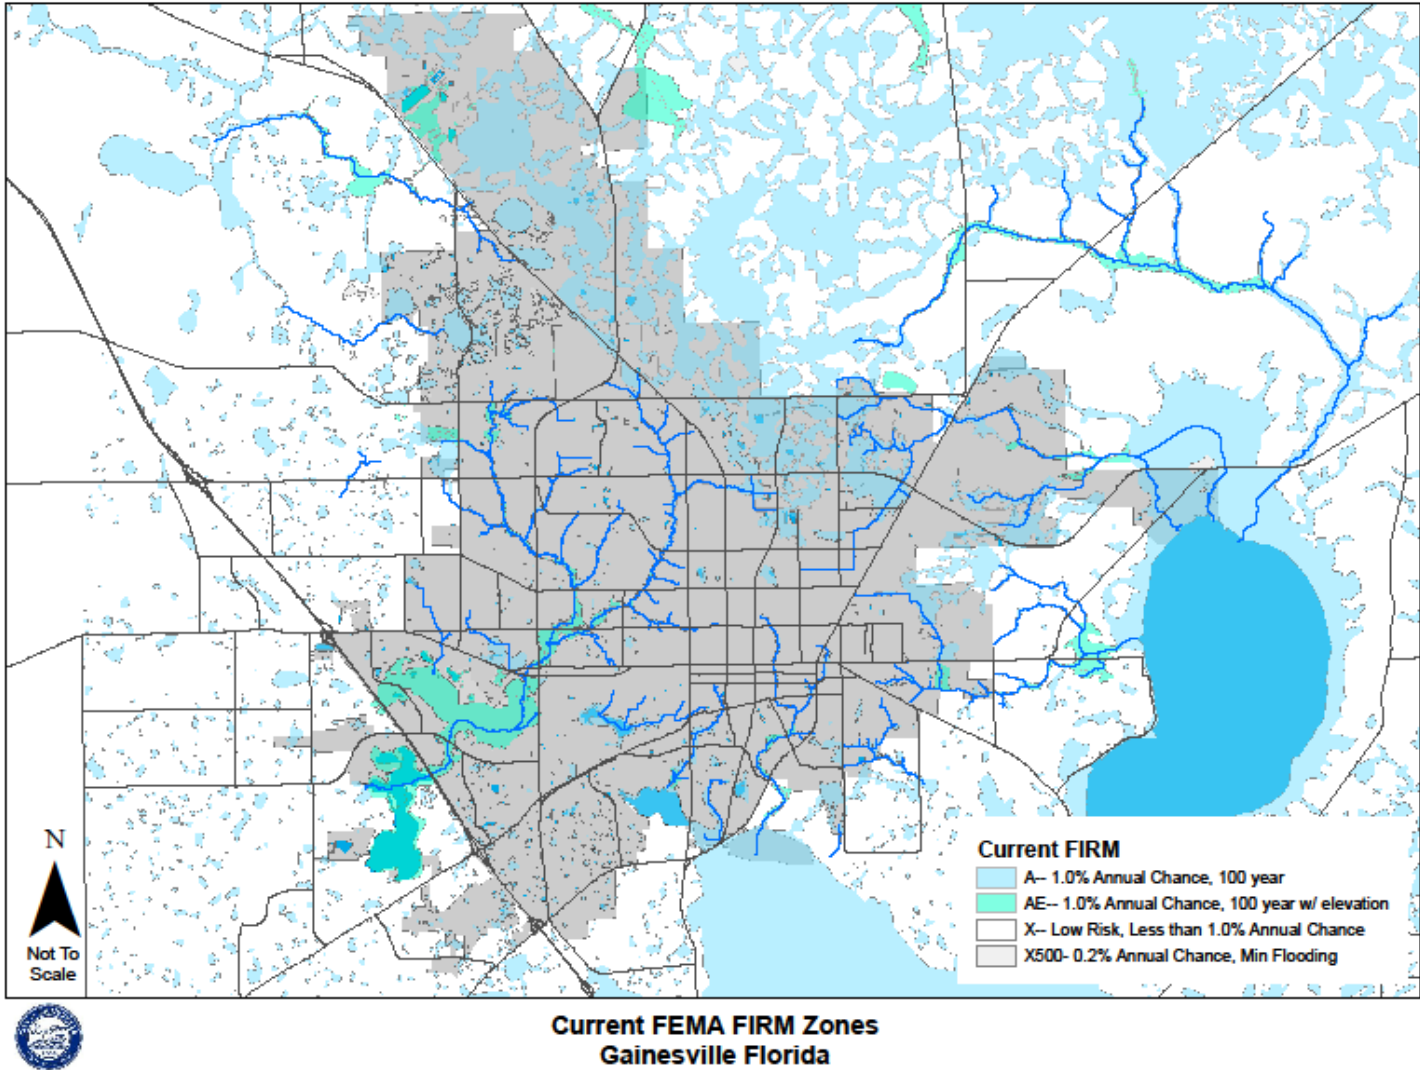 N
Not To
Scale
Current FIRM
A-- 1.0% Annual Chance, 100 year
AE-- 1.0% Annual Chance, 100 year w/ elevation
X-- Low Risk, Less than 1.0% Annual Chance
X500- 0.2% Annual Chance, Min Flooding
Current FEMA FIRM Zones
Gainesville Florida